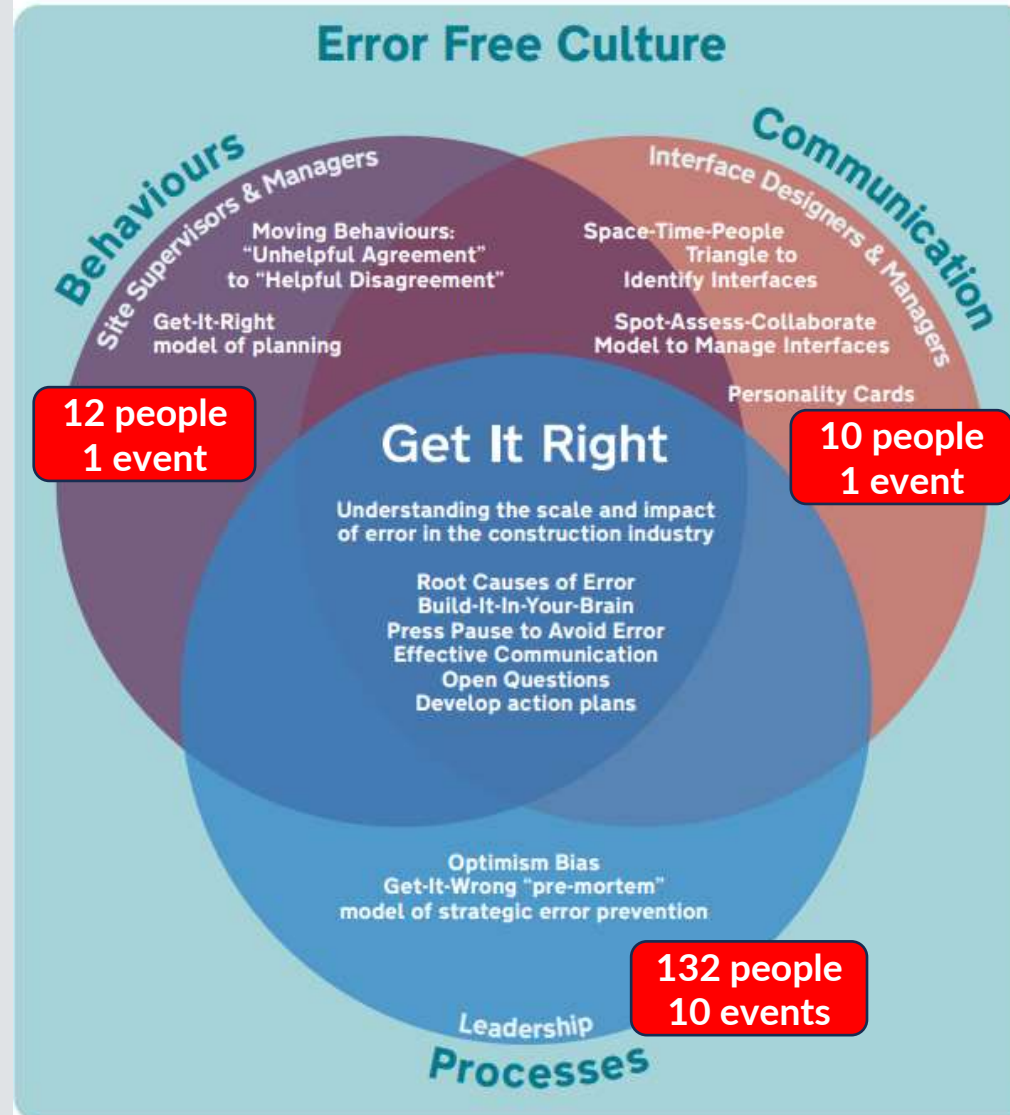 Error Free Culture
Behaviours
Site Supervisors & Managers
Moving Behaviours:
“Unhelpful Agreement”
to “Helpful Disagreement”
Get-It-Right
model of planning
12 people
1 event
Communication
Interface Designers & Managers
Space-Time-People
Triangle to
Identify Interfaces
Spot-Assess-Collaborate
Model to Manage Interfaces
Personality Cards
10 people
1 event
Get It Right
Understanding the scale and impact
of error in the construction industry
Root Causes of Error
Build-It-In-Your-Brain
Press Pause to Avoid Error
Effective Communication
Open Questions
Develop action plans
Optimism Bias
Get-It-Wrong “pre-mortem”
model of strategic error prevention
132 people
10 events
Leadership
Processes